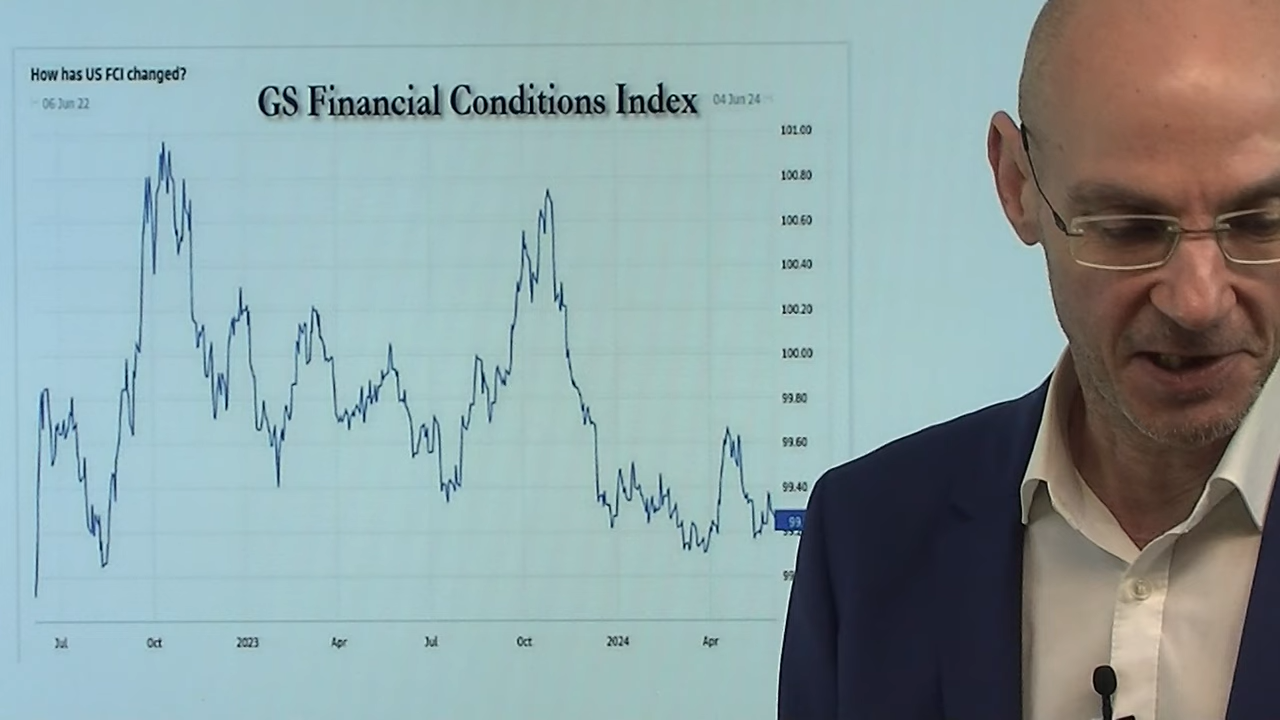 How has US FCI changed?
06 Jun 22
GS Financial Conditions Index
04 Jun 24
101.00
100.80
100.60
100.40
100.20
100.00
99.80
99.60
99.40
Jul
Oct
2023
Apr
Jul
Oct
2024
Apr